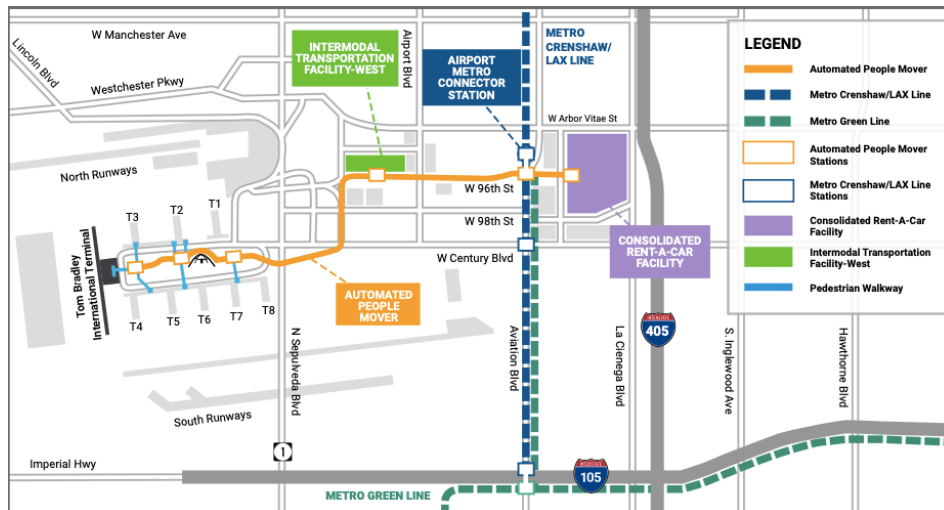 W Manchester Ave
Lincoln Blvd
Westchester Pkwy
INTERMODAL
TRANSPORTATION
FACILITY-WEST
Airport Blvd
AIRPORT
METRO
CONNECTOR
STATION
METRO
CRENSHAW/
LAX LINE
W Arbor Vitae St
North Runways
W 96th St
W 98th St
W Century Blvd
CONSOLIDATED
RENT-A-CAR
FACILITY
T3
T2
T1
Tom Bradley
International Terminal
T4
T5
T6
T7
T8
AUTOMATED
PEOPLE
MOVER
N Sepulveda Blvd
Aviation Blvd
La Cienega Blvd
INTERSTATE
405
S. Inglewood Ave
Hawthorne Blvd
South Runways
1
Imperial Hwy
INTERSTATE
105
METRO GREEN LINE
LEGEND
Automated People Mover
Metro Crenshaw/LAX Line
Metro Green Line
Automated People Mover
Stations
Metro Crenshaw/LAX Line
Stations
Consolidated Rent-A-Car
Facility
Intermodal Transportation
Facility-West
Pedestrian Walkway